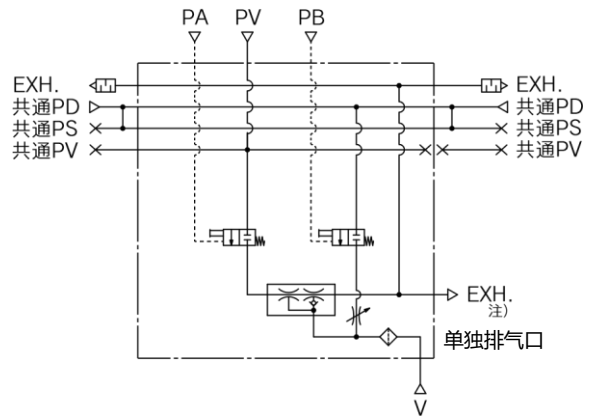 PA PV PB
EXH. EXH.
共通PD 共通PD
共通PS 共通PS
共通PV 共通PV
EXH.
注)
单独排气口
V